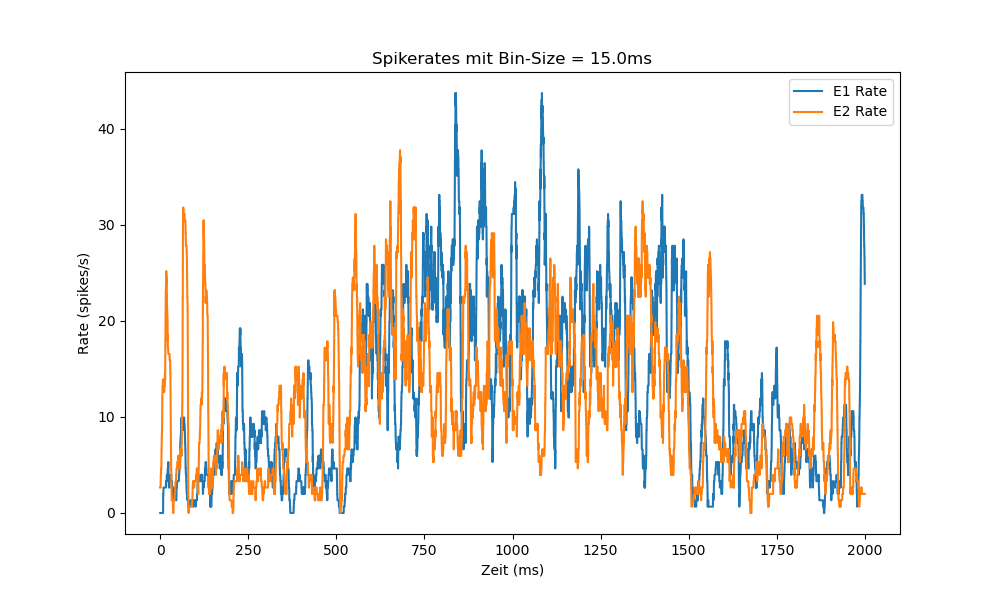 Spikerates mit Bin-Size = 15.0ms
E1 Rate
E2 Rate
Rate (spikes/s)
40
30
20
10
0
0 250 500 750 1000 1250 1500 1750 2000
Zeit (ms)